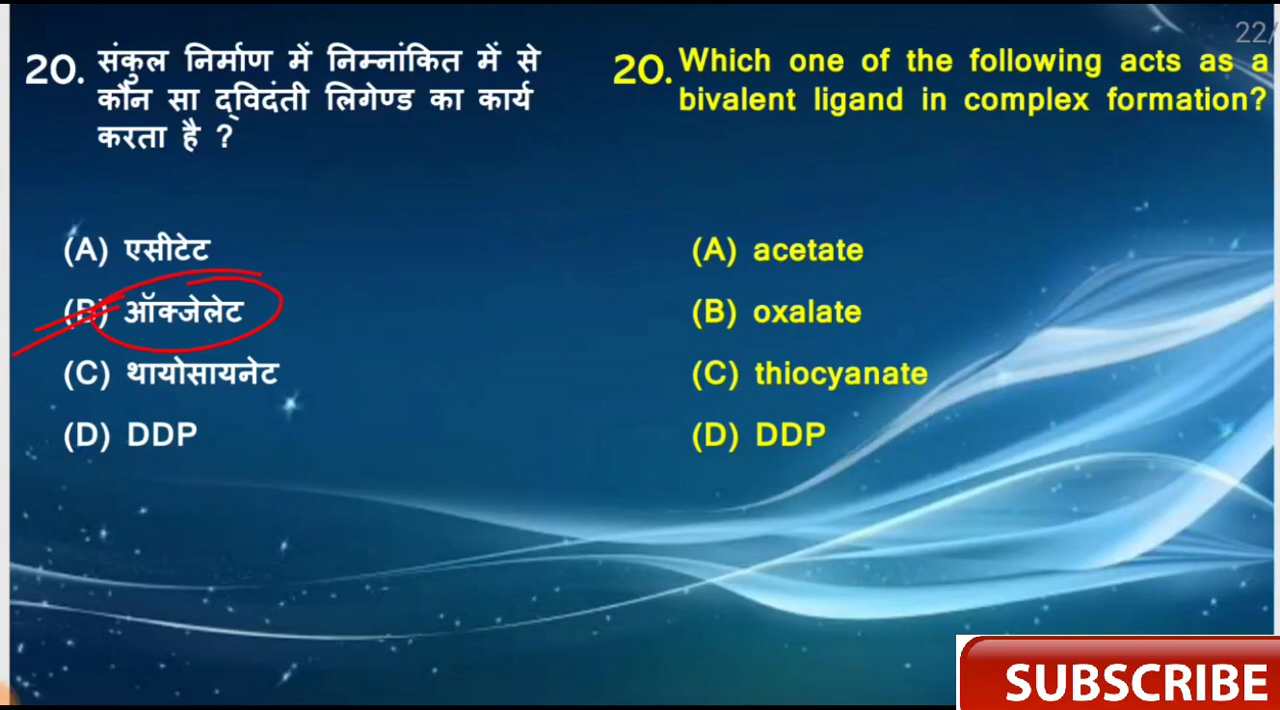 22/
20. संकुल निर्माण में निम्नांकित में से
कौन सा द्विदंती लिगेण्ड का कार्य
करता है ?
(A) एसीटेट
(B) ऑक्जेलेट
(C) थायोसायनेट
(D) DDP
20. Which one of the following acts as a
bivalent ligand in complex formation?
(A) acetate
(B) oxalate
(C) thiocyanate
(D) DDP
SUBSCRIBE